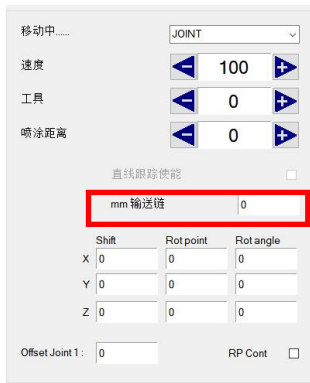 移动中...... JOINT
速度 100
工具 0
喷涂距离 0
直线跟踪使能
mm 输送链 0
Shift Rot point Rot angle
X 0 0 0
Y 0 0 0
Z 0 0 0
Offset Joint 1 : 0 RP Cont